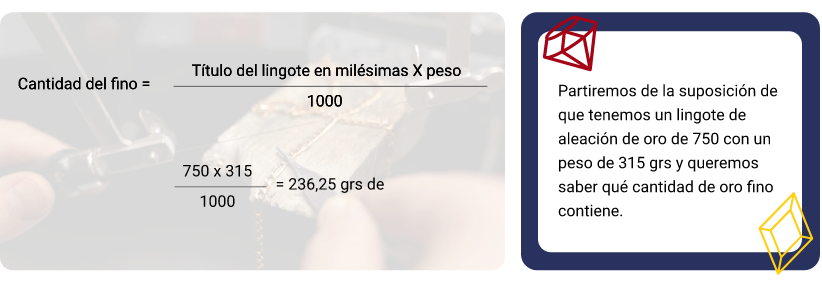 Cantidad del fino =
Título del lingote en milésimas X peso
1000
750 x 315
1000
= 236,25 grs de
Partiremos de la suposición de
que tenemos un lingote de
aleación de oro de 750 con un
peso de 315 grs y queremos
saber qué cantidad de oro fino
contiene.